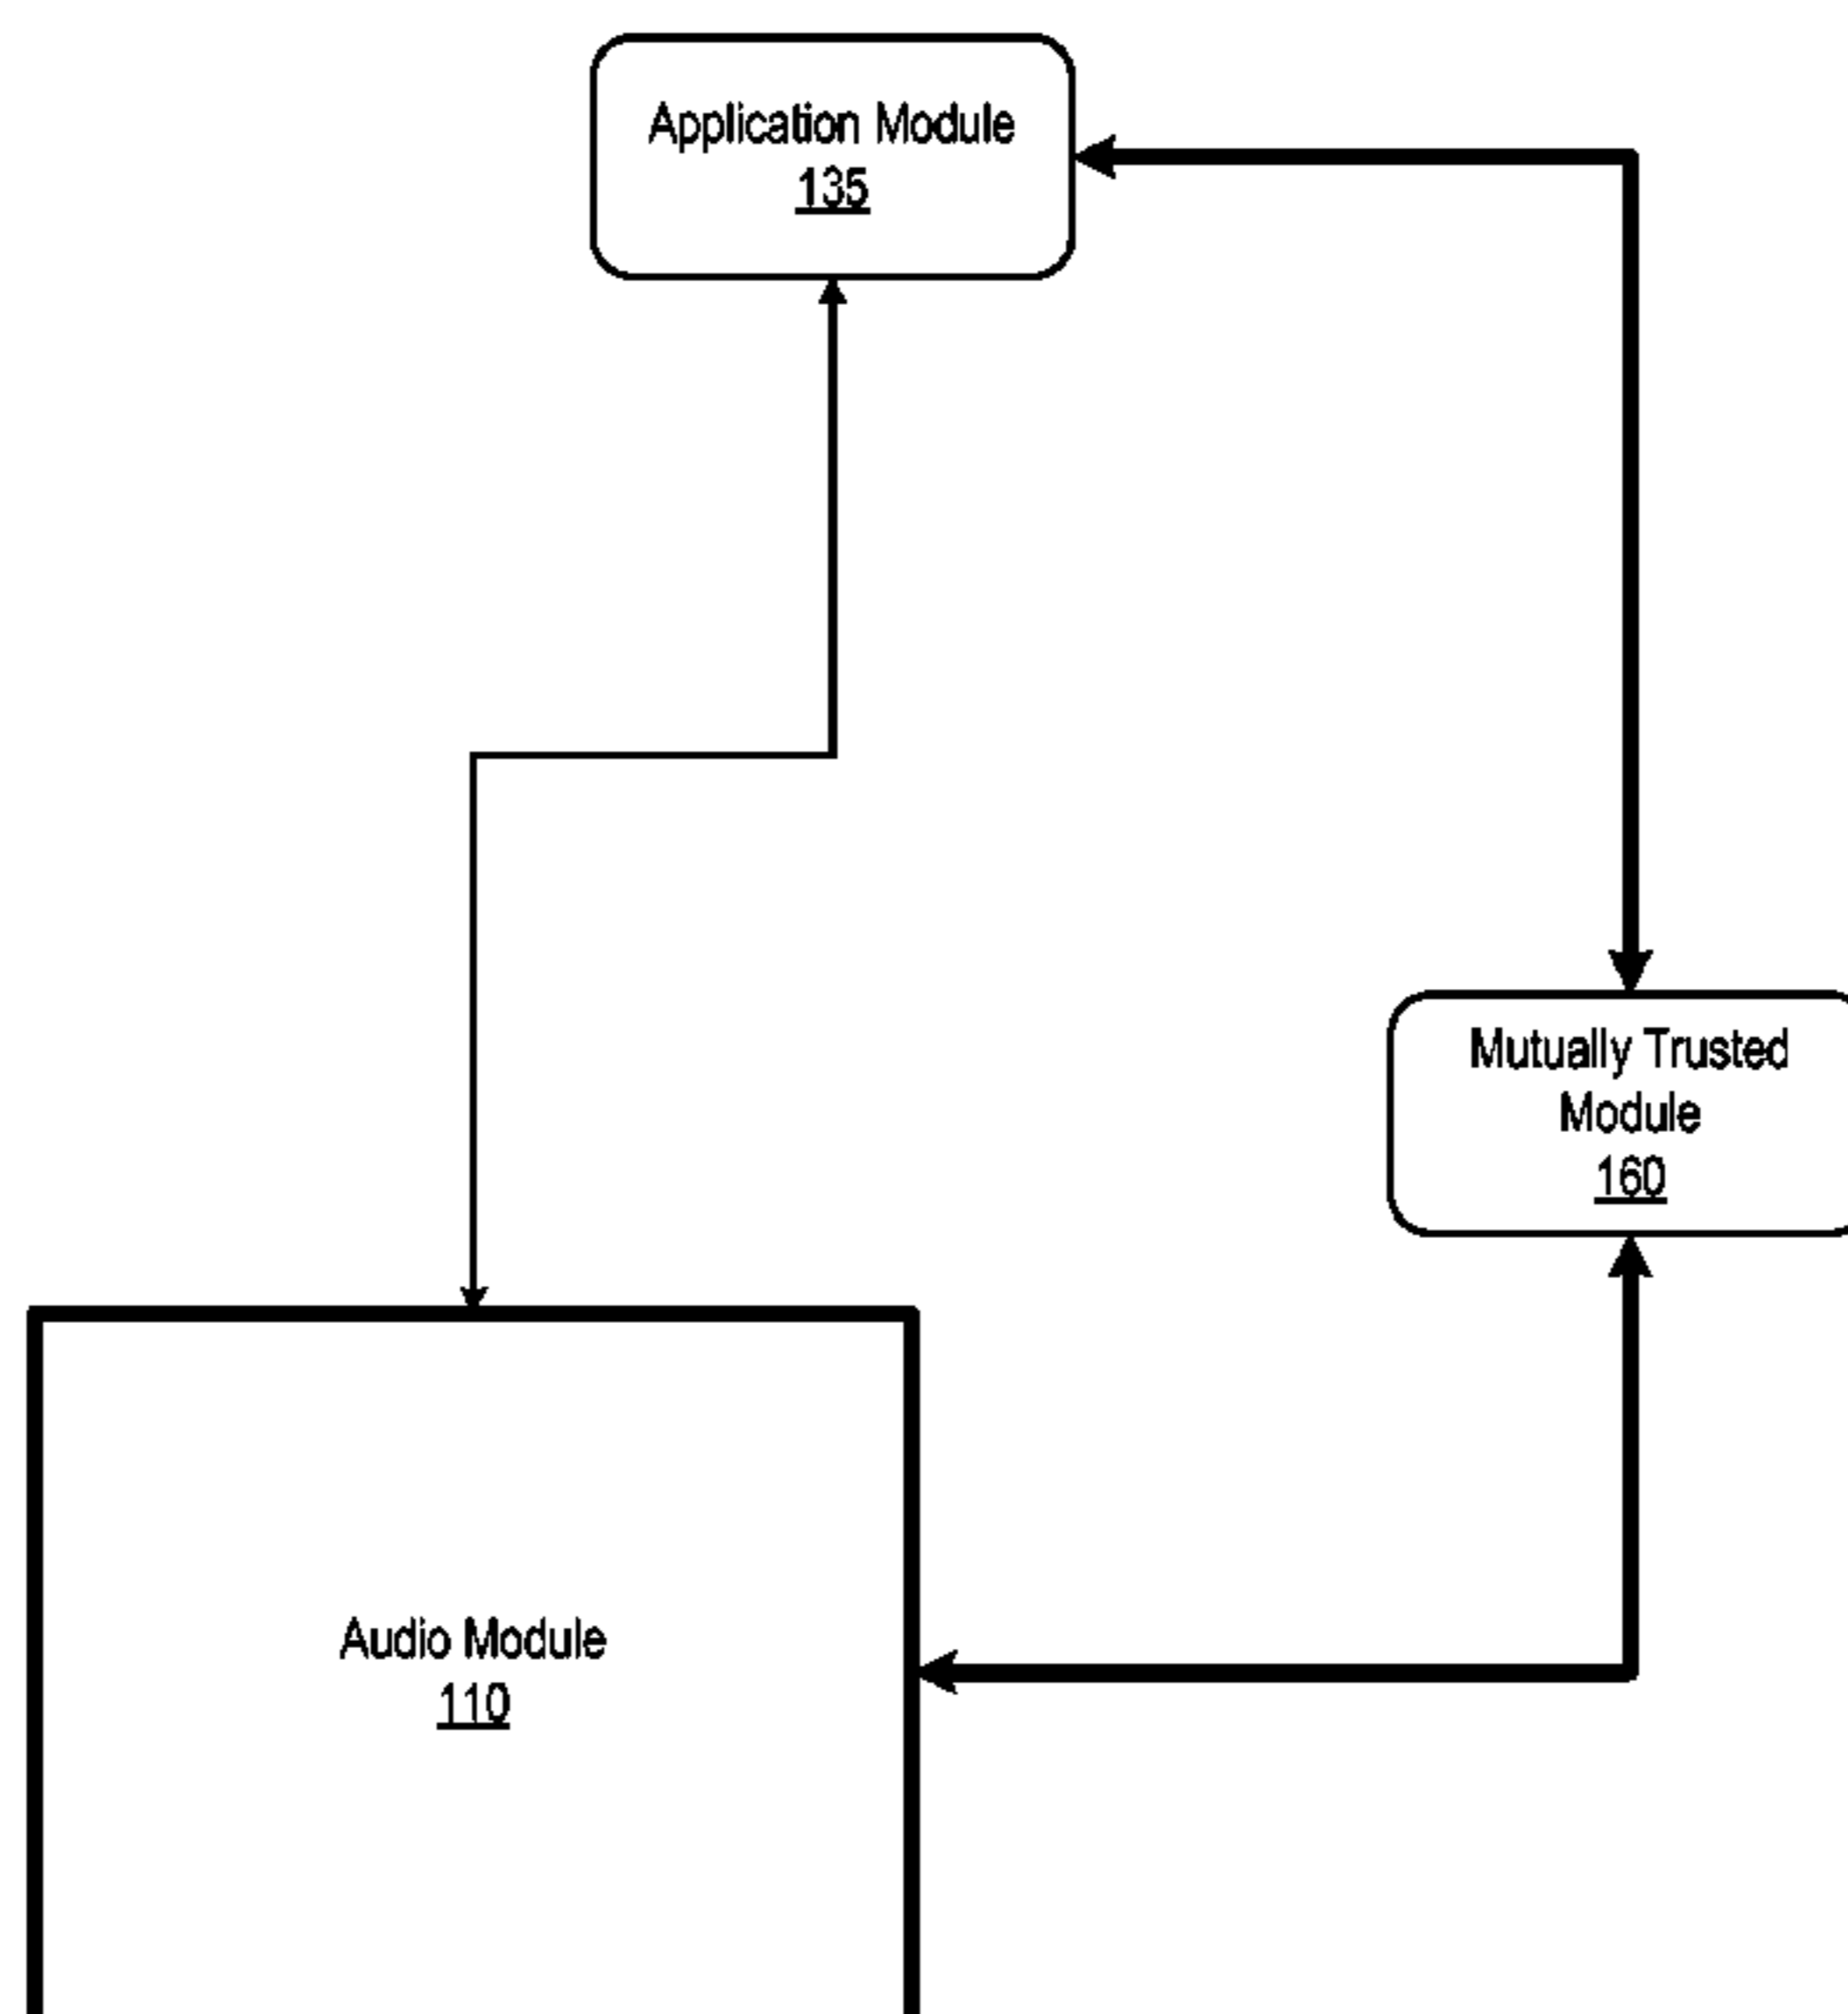 Application Module
135
Mutually Trusted
Module
160
Audio Module
110